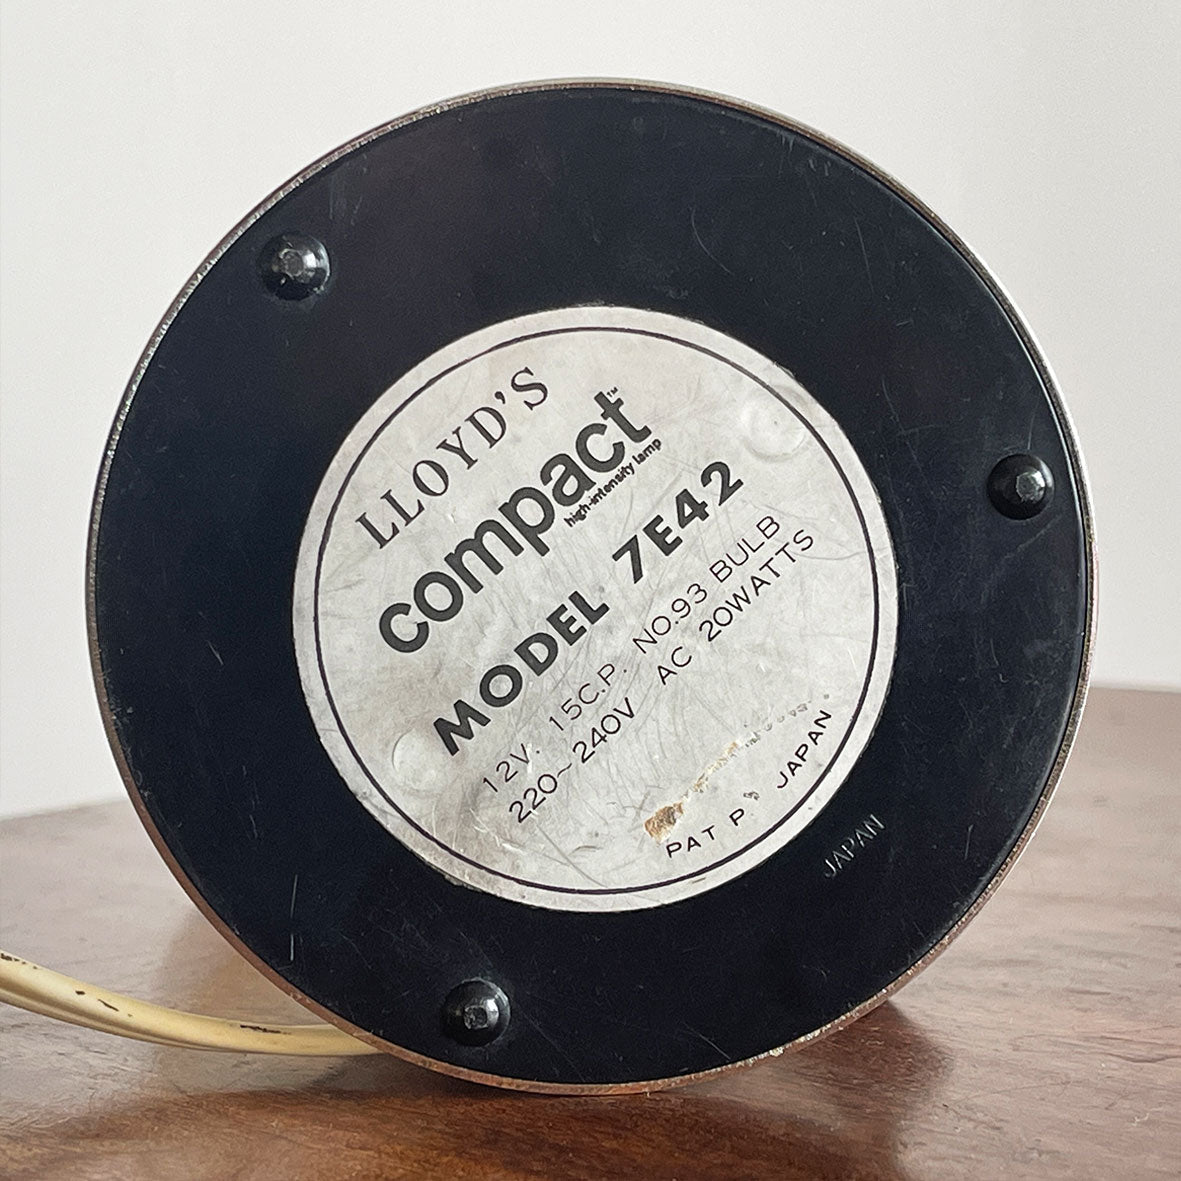 LLOYD'S
compact™
high-intensity lamp
MODEL 7E42
12V. 15C.P. NO.93 BULB
220~240V AC 20WATTS
PAT P. JAPAN
JAPAN